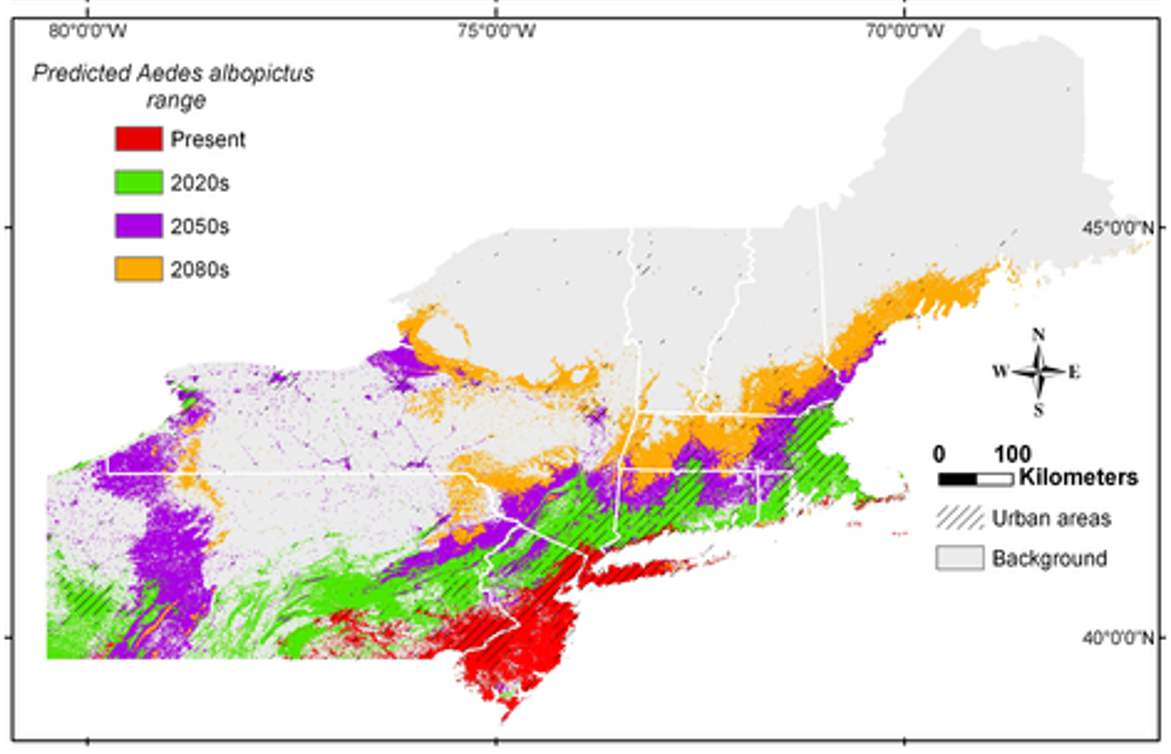 80°0'0"W 75°0'0"W 70°0'0"W
Predicted Aedes albopictus
range
Present
2020s
2050s
2080s
45°0'0"N
N
W E
S
0 100
Kilometers
Urban areas
Background
40°0'0"N